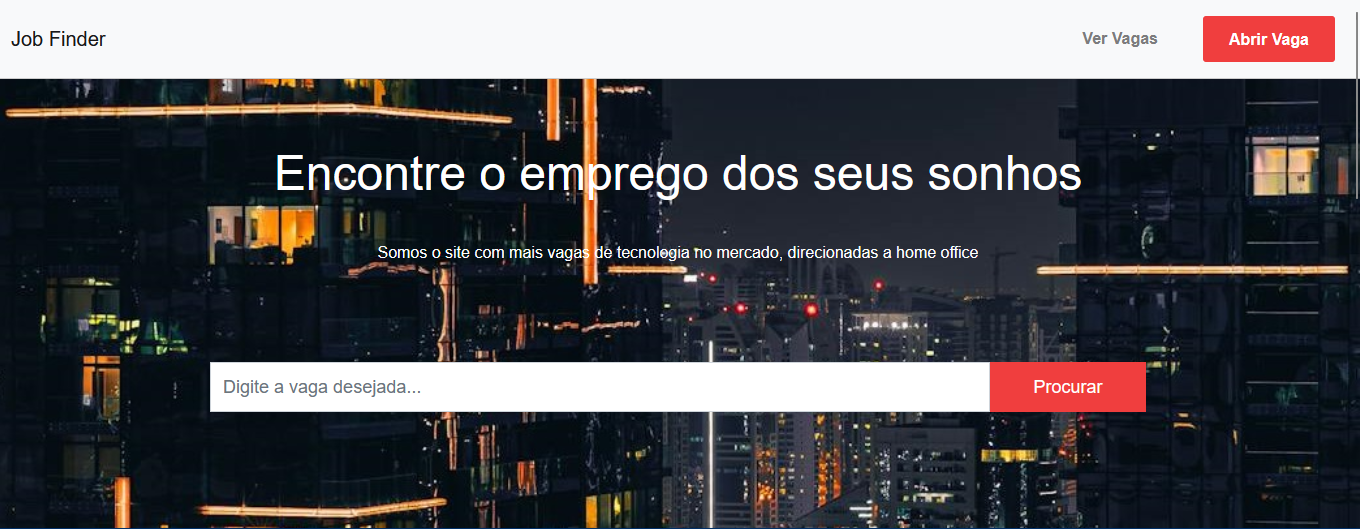 Job Finder
Ver Vagas
Abrir Vaga
Encontre o emprego dos seus sonhos
Somos o site com mais vagas de tecnologia no mercado, direcionadas a home office
Digite a vaga desejada...
Procurar